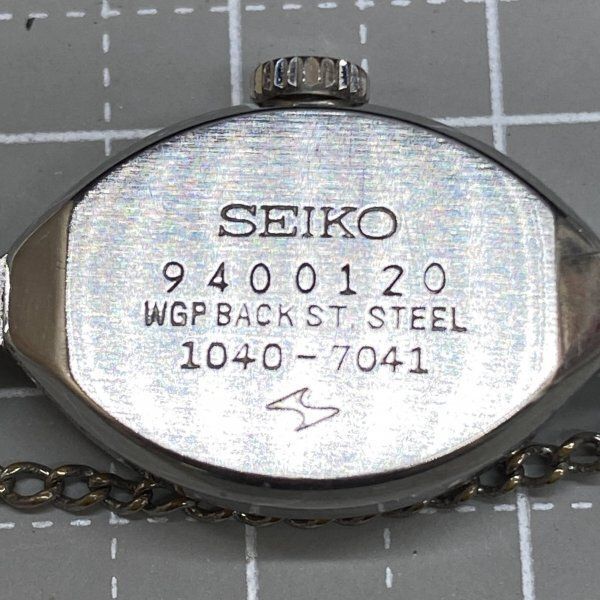 SEIKO
9400120
WGP BACK ST. STEEL
1040-7041